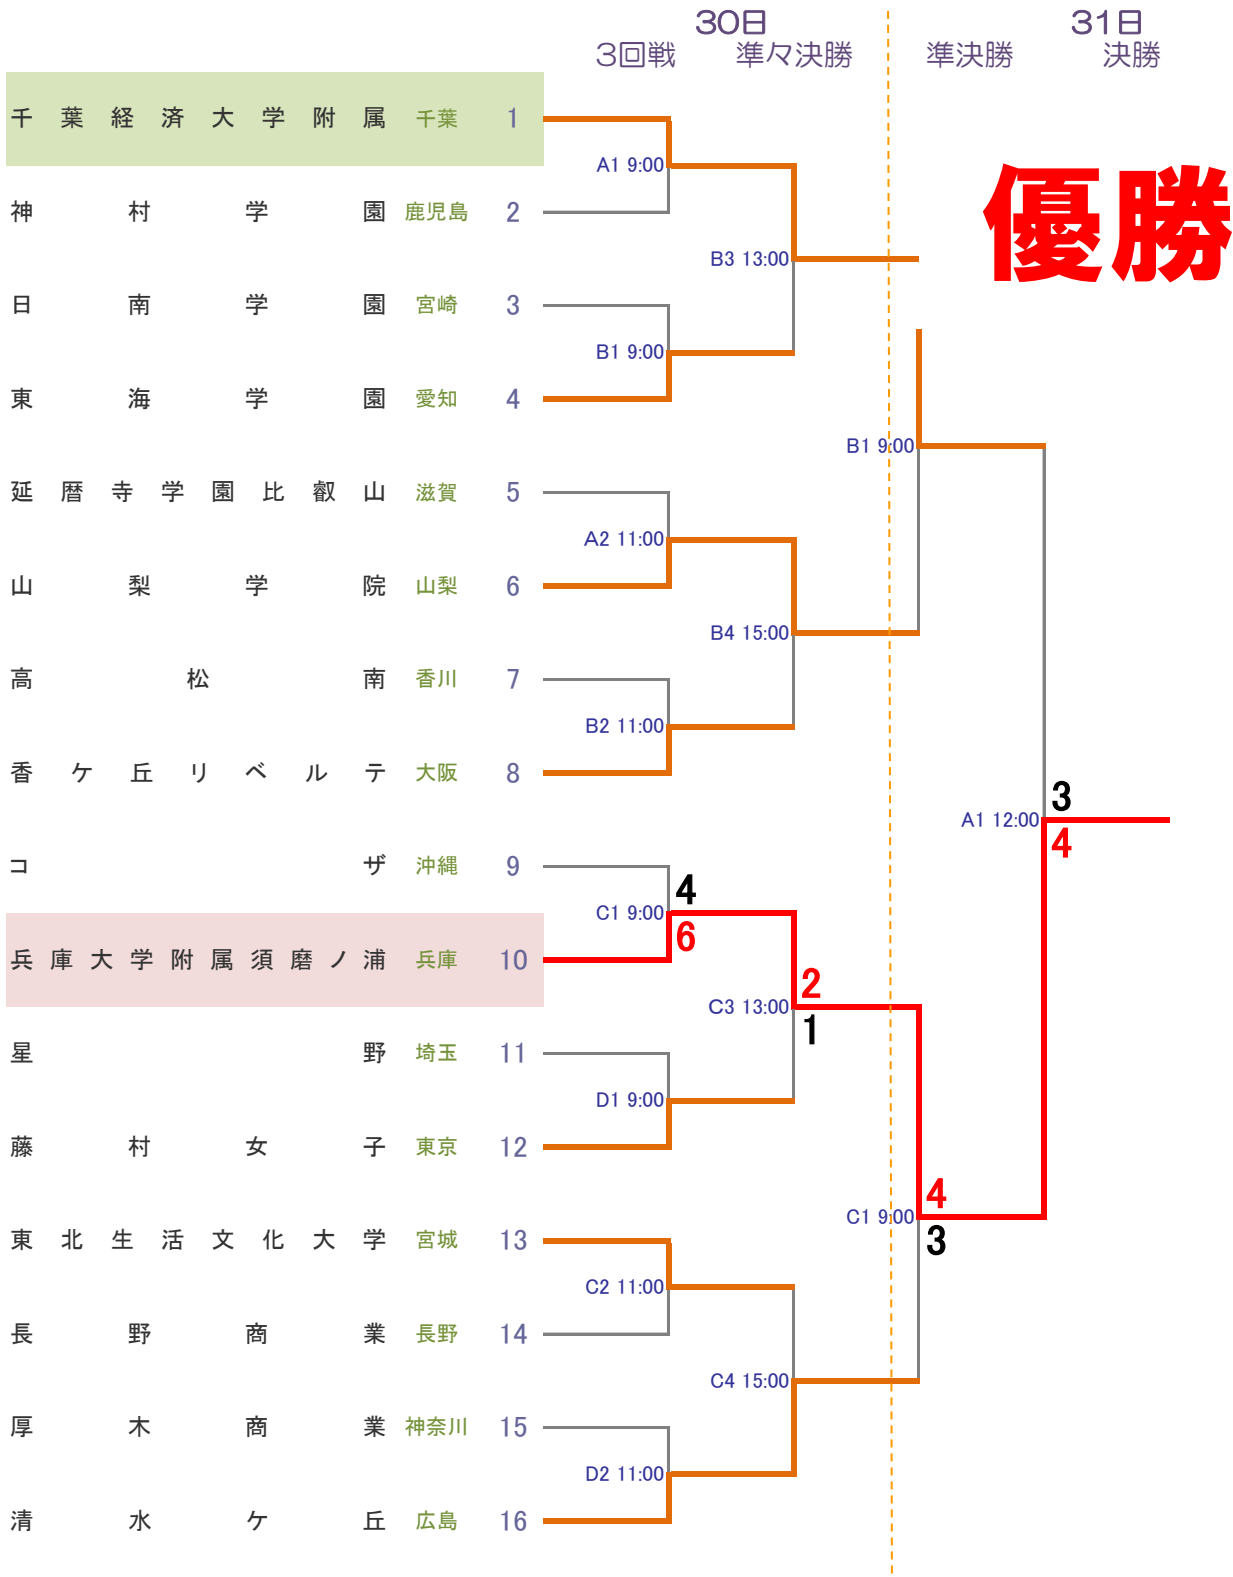 30日 31日
3回戦 準々決勝 準決勝 決勝
千葉経済大学附属 千葉 1
A1 9:00
優勝
神村学園 鹿児島 2
B3 13:00
日南学園 宮崎 3
B1 9:00
東海学園 愛知 4
B1 9:00
延暦寺学園比叡山 滋賀 5
A2 11:00
山梨学院 山梨 6
B4 15:00
高松南 香川 7
B2 11:00
香ケ丘リベルテ 大阪 8
3
A1 12:00
4
コザ 沖縄 9
4
C1 9:00
6
兵庫大学附属須磨ノ浦 兵庫 10
2
C3 13:00
1
星野 埼玉 11
D1 9:00
藤村女子 東京 12
4
C1 9:00
3
東北生活文化大学 宮城 13
C2 11:00
長野商業 長野 14
C4 15:00
厚木商業 神奈川 15
D2 11:00
清水ケ丘 広島 16